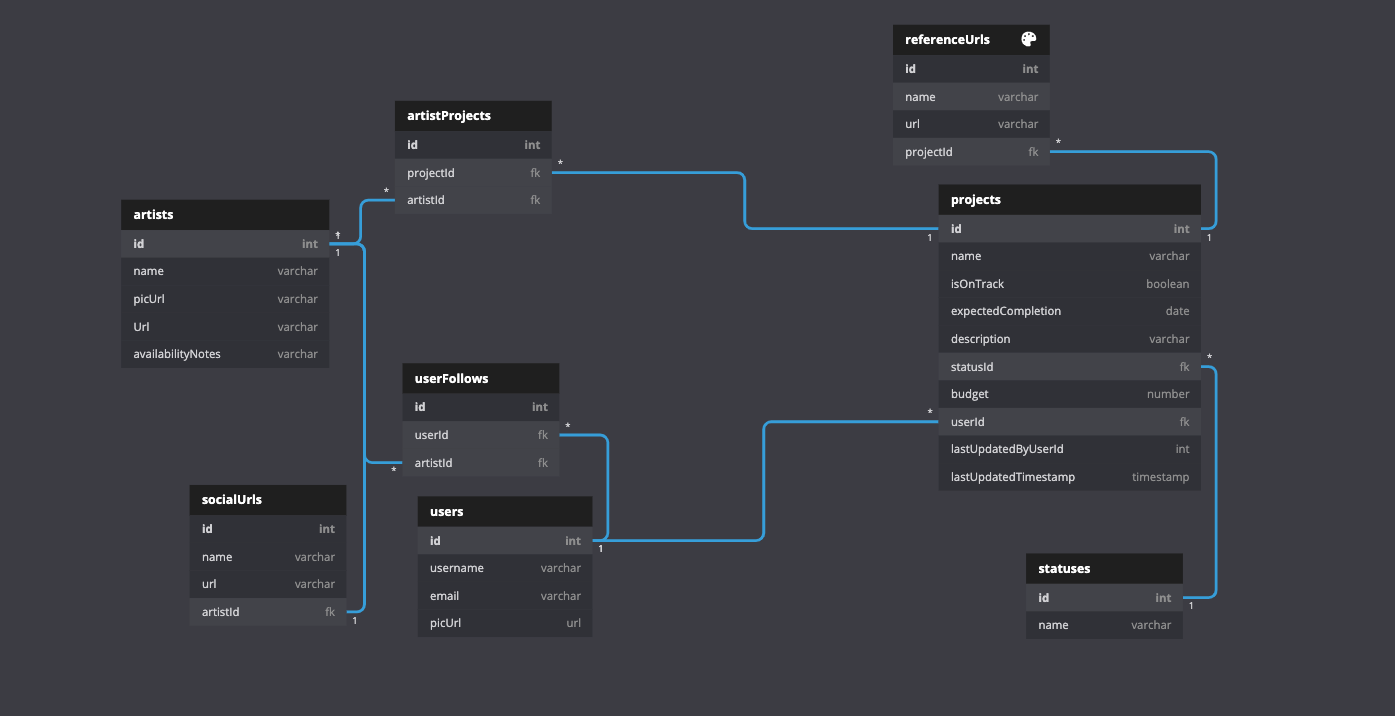 referenceUrls
id int
name varchar
url varchar
projectId fk
*
artistProjects
id int
projectId fk
*
artistId fk
*
artists
id int
*
1
name varchar
picUrl varchar
Url varchar
availabilityNotes varchar
projects
id int
1
1
name varchar
isOnTrack boolean
expectedCompletion date
description varchar
statusId fk
*
budget number
userId fk
*
lastUpdatedByUserId int
lastUpdatedTimestamp timestamp
userFollows
id int
userId fk
*
artistId fk
*
socialUrls
id int
name varchar
url varchar
artistId fk
1
users
id int
1
username varchar
email varchar
picUrl url
statuses
id int
1
name varchar